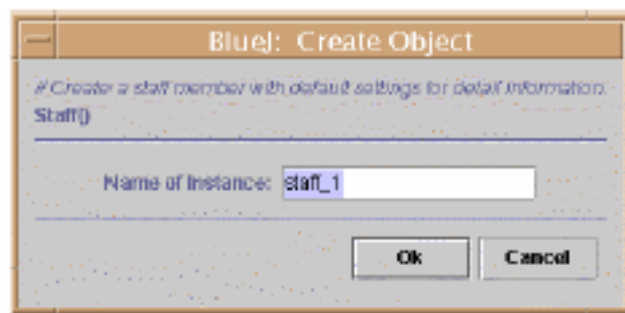 BlueJ: Create Object
// Create a staff member with default settings for detail information.
Staff()
Name of Instance: staff_1
Ok Cancel